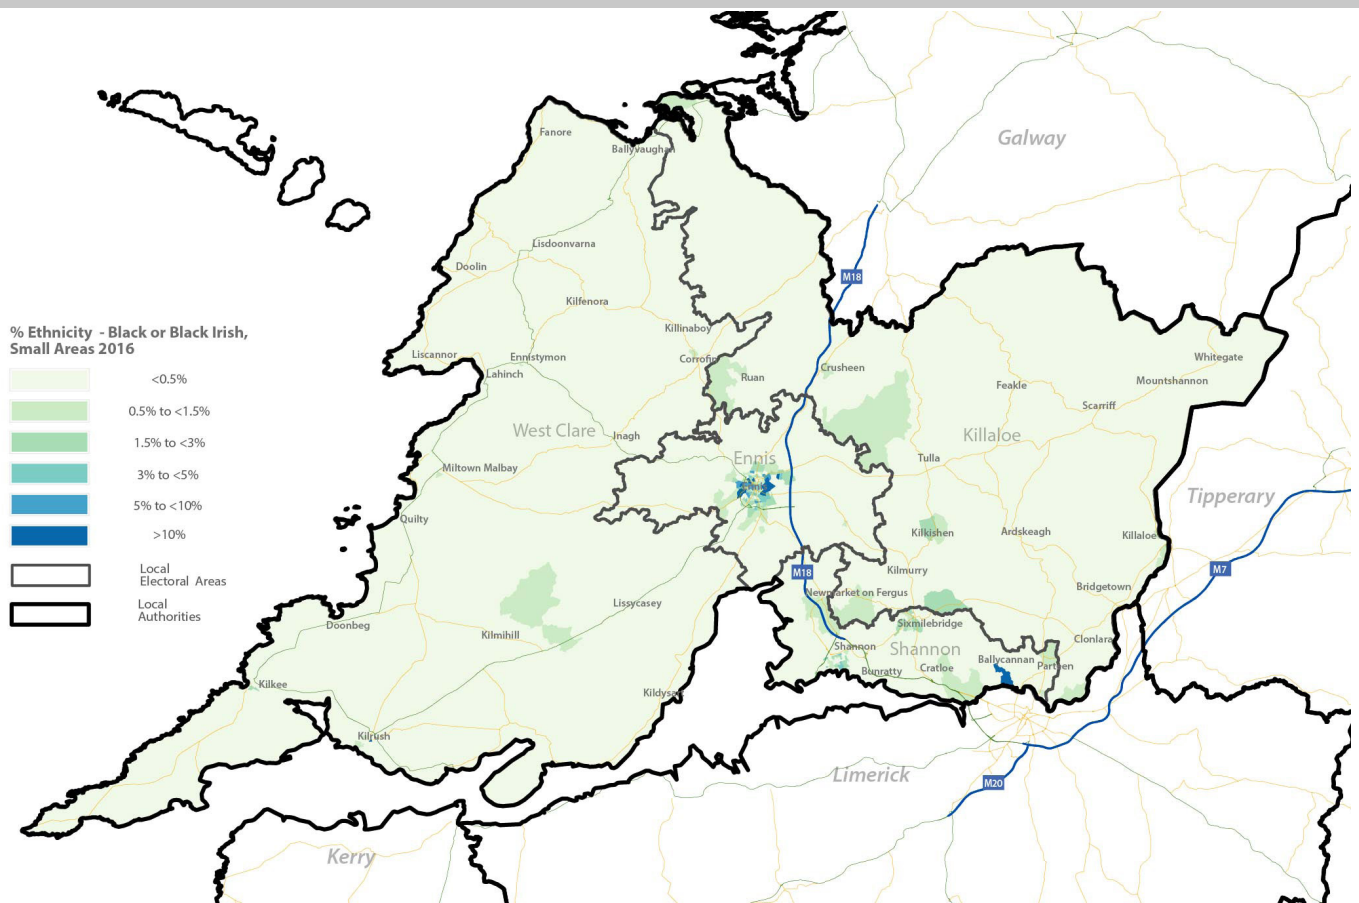 Galway
Fanore
Ballyvaughan
Lisdoonvarna
Doolin
M18
Kilfenora
% Ethnicity - Black or Black Irish,
Small Areas 2016
<0.5%
0.5% to <1.5%
1.5% to <3%
3% to <5%
5% to <10%
>10%
Local
Electoral Areas
Local
Authorities
Killinaboy
Liscannor
Ennistymon
Corrofin
Lahinch
Ruan
Crusheen
Whitegate
Mountshannon
Feakle
Scarriff
West Clare
Inagh
Killaloe
Ennis
Tulla
Miltown Malbay
Ennis
Tipperary
Quilty
Kilkishen
Ardskeagh
Killaloe
M18
Kilmurry
M7
Newmarket on Fergus
Bridgetown
Lissycasey
Doonbeg
Kilmihill
Sixmilebridge
Clonlara
Shannon
Shannon
Ballycannan
Parteen
Bunratty
Cratloe
Kilkee
Kildysart
Kilrush
Limerick
M20
Kerry